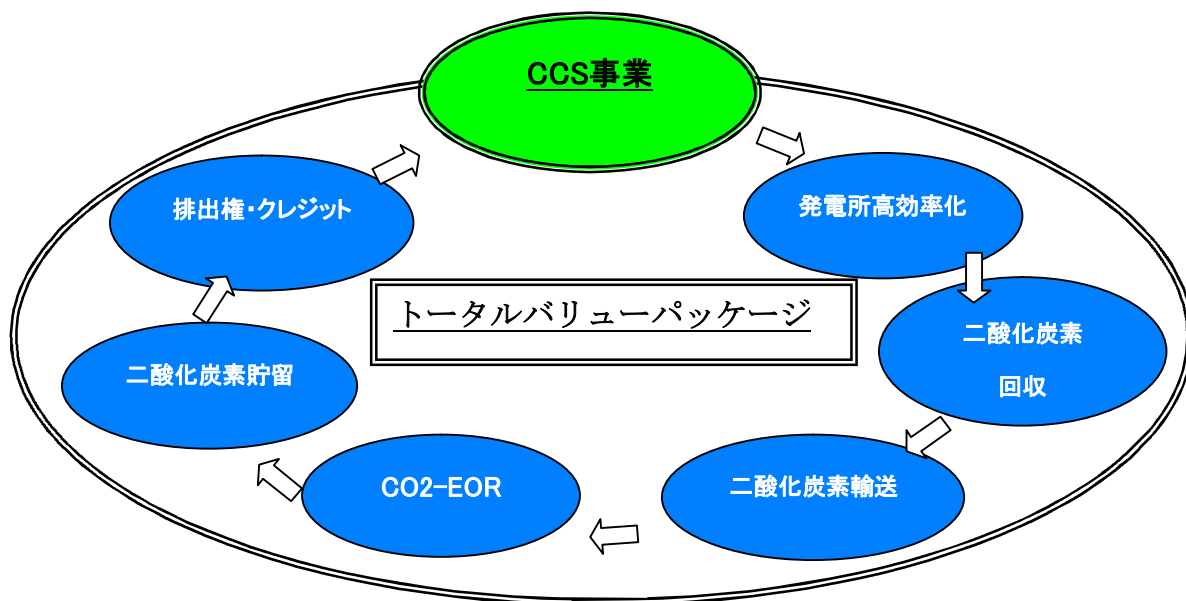 CCS事業
排出権・クレジット
発電所高効率化
トータルバリューパッケージ
二酸化炭素
回収
二酸化炭素貯留
CO2-EOR
二酸化炭素輸送